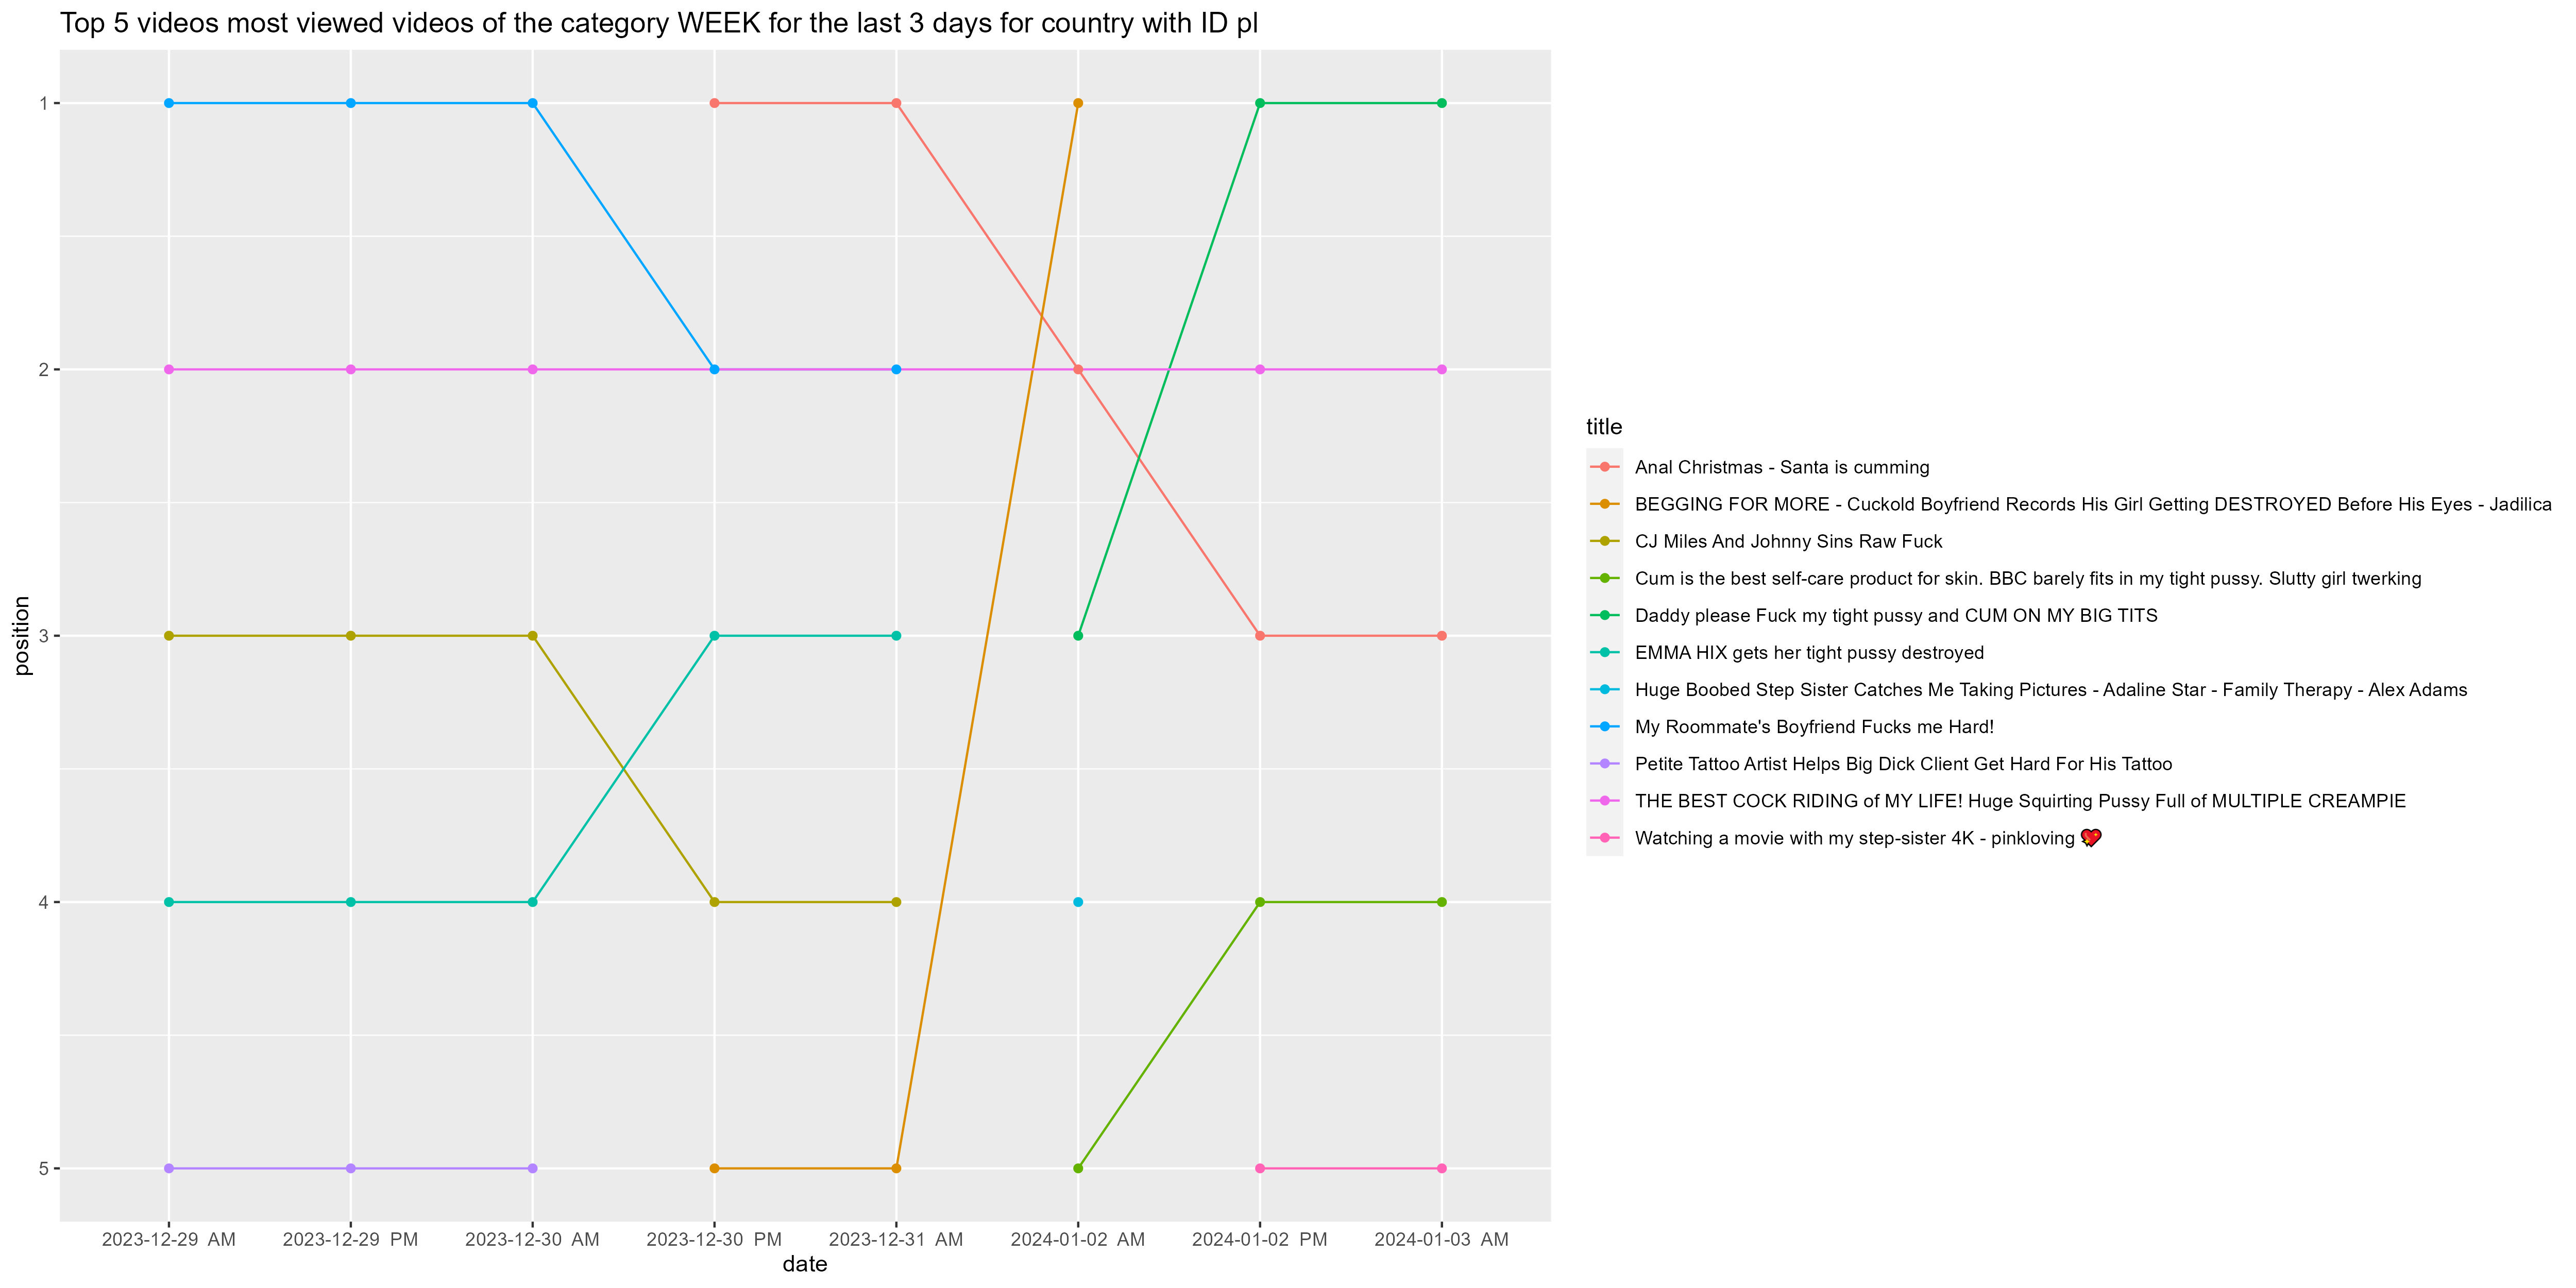 Top 5 videos most viewed videos of the category WEEK for the last 3 days for country with ID pl
1
2
3
4
5
position
2023-12-29 AM
2023-12-29 PM
2023-12-30 AM
2023-12-30 PM
2023-12-31 AM
2024-01-02 AM
2024-01-02 PM
2024-01-03 AM
date
title
Anal Christmas - Santa is cumming
BEGGING FOR MORE - Cuckold Boyfriend Records His Girl Getting DESTROYED Before His Eyes - Jadilica
CJ Miles And Johnny Sins Raw Fuck
Cum is the best self-care product for skin. BBC barely fits in my tight pussy. Slutty girl twerking
Daddy please Fuck my tight pussy and CUM ON MY BIG TITS
EMMA HIX gets her tight pussy destroyed
Huge Boobed Step Sister Catches Me Taking Pictures - Adaline Star - Family Therapy - Alex Adams
My Roommate's Boyfriend Fucks me Hard!
Petite Tattoo Artist Helps Big Dick Client Get Hard For His Tattoo
THE BEST COCK RIDING of MY LIFE! Huge Squirting Pussy Full of MULTIPLE CREAMPIE
Watching a movie with my step-sister 4K - pinkloving 💖